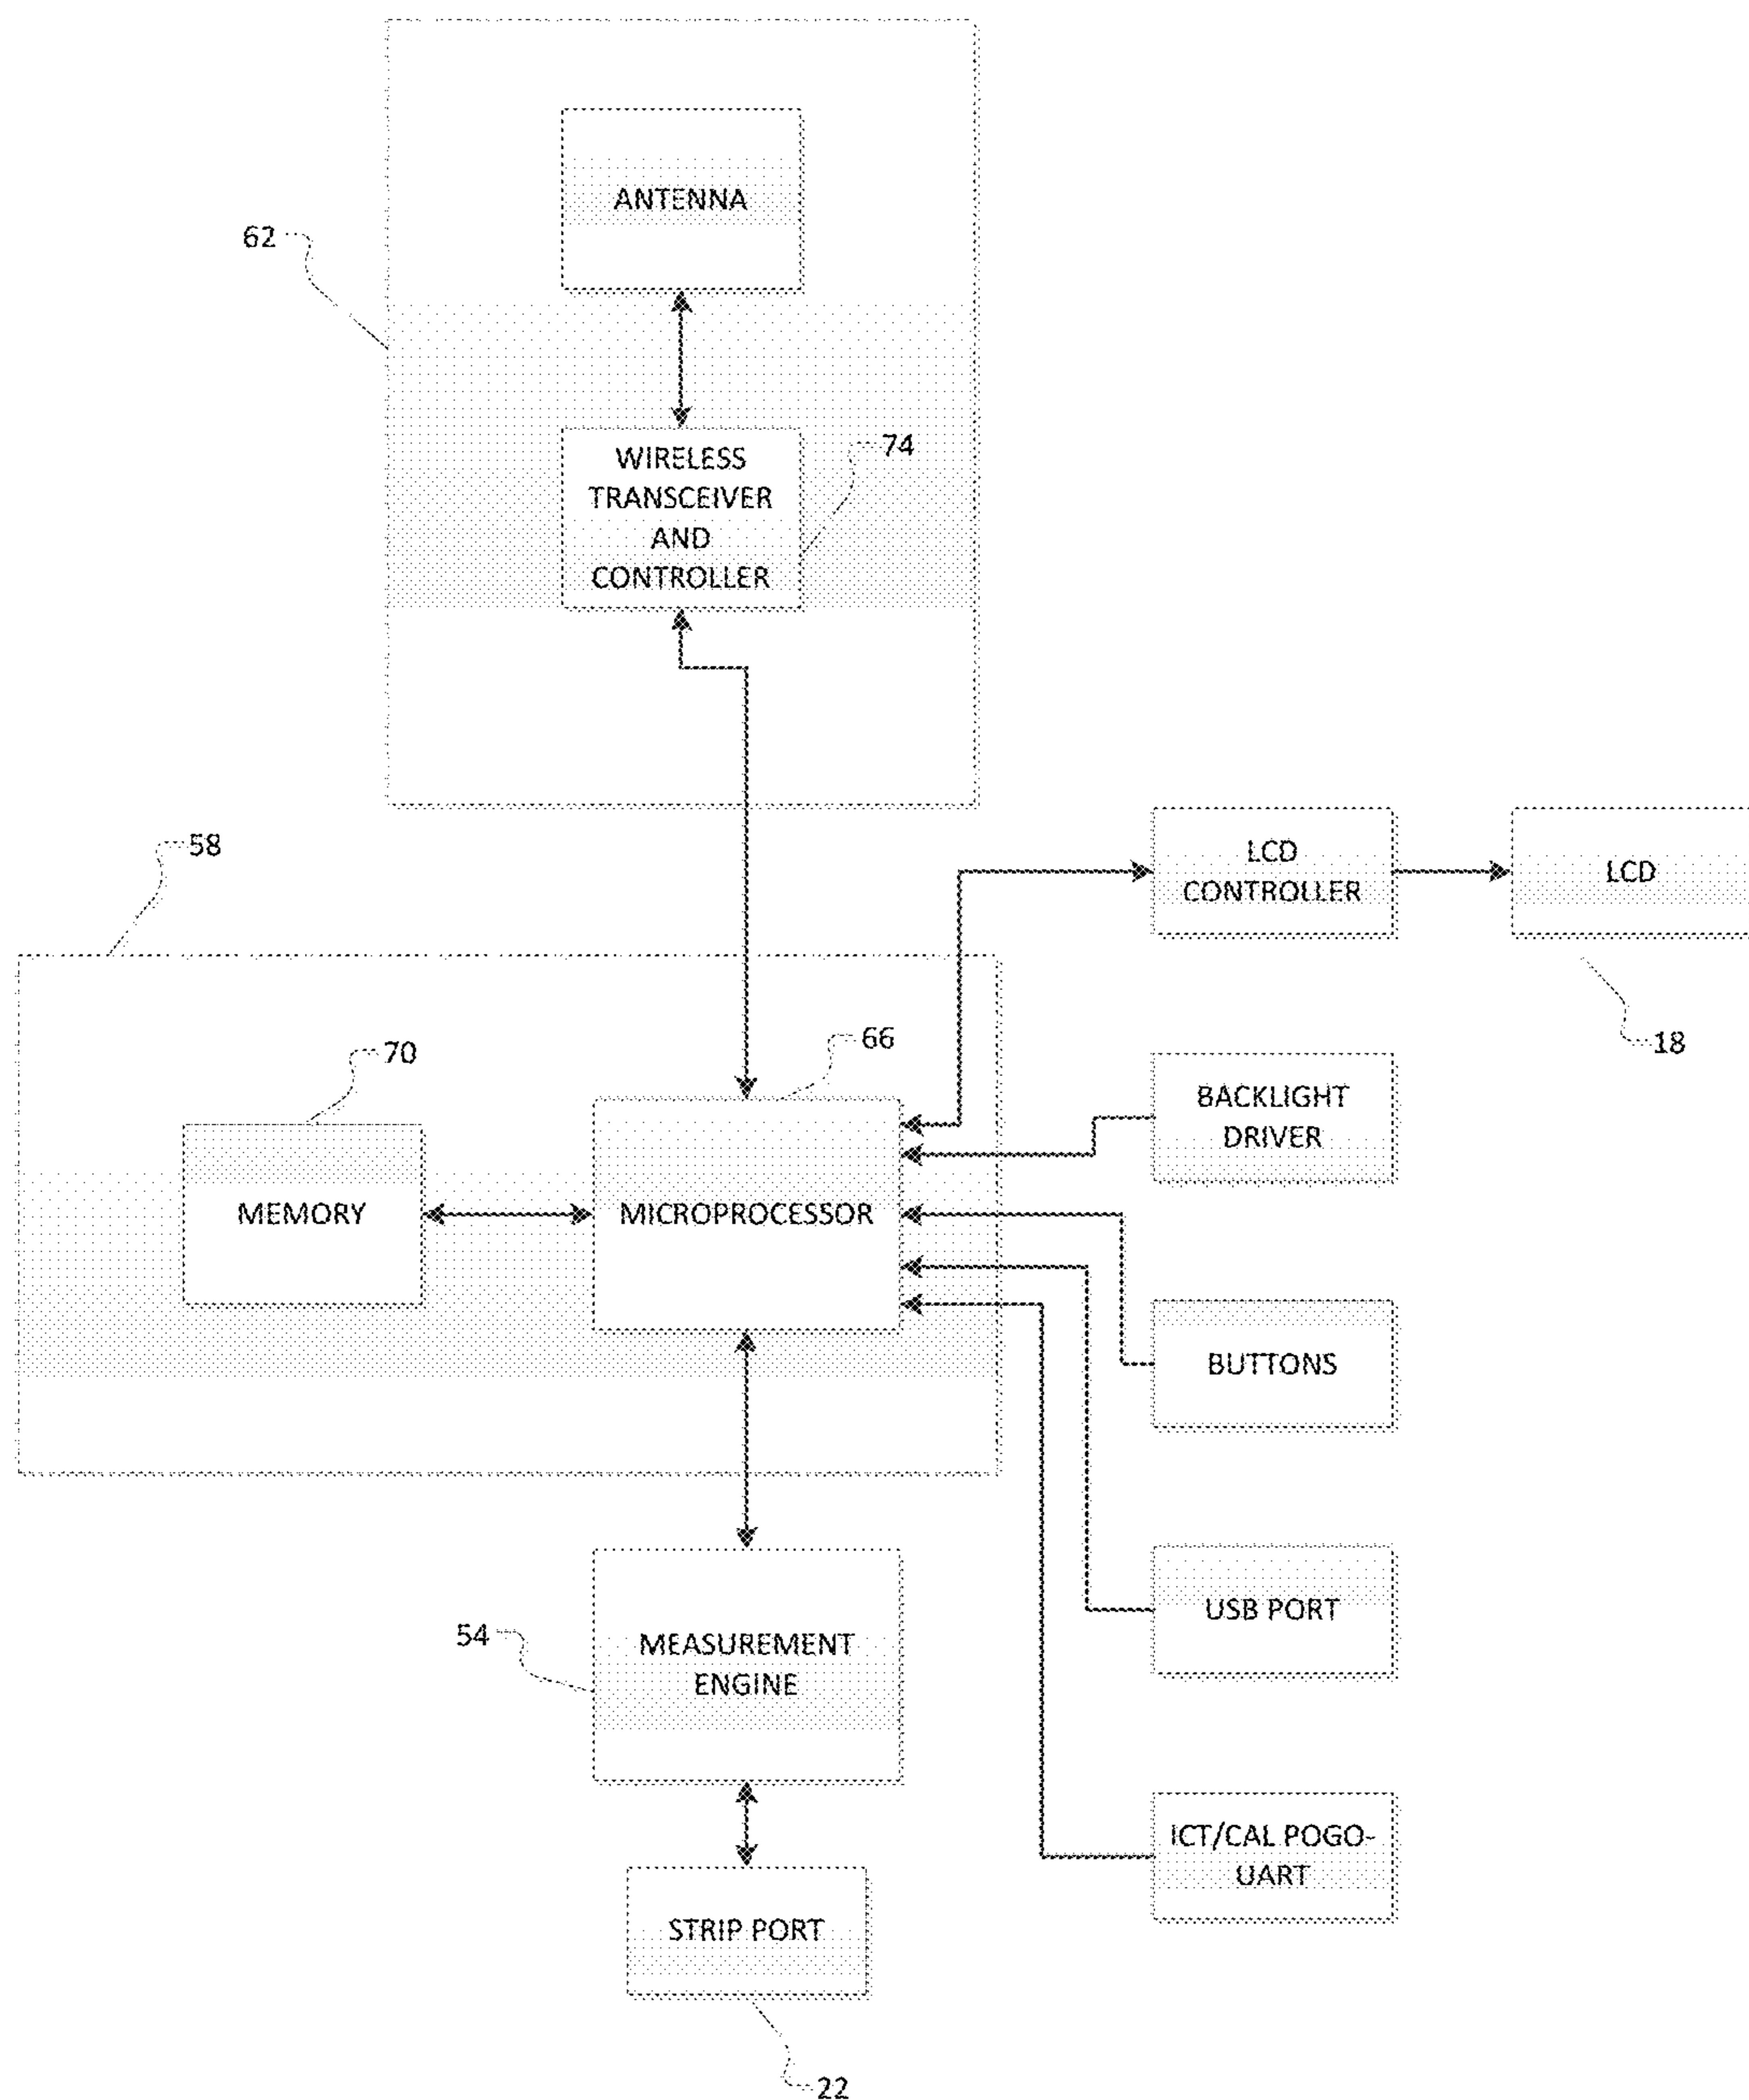 ANTENNA
62
WIRELESS
TRANSCEIVER
AND
CONTROLLER
74
58
LCD
CONTROLLER
LCD
18
70
66
MEMORY
MICROPROCESSOR
BACKLIGHT
DRIVER
BUTTONS
USB PORT
54
MEASUREMENT
ENGINE
ICT/CAL POGO-
UART
STRIP PORT
22